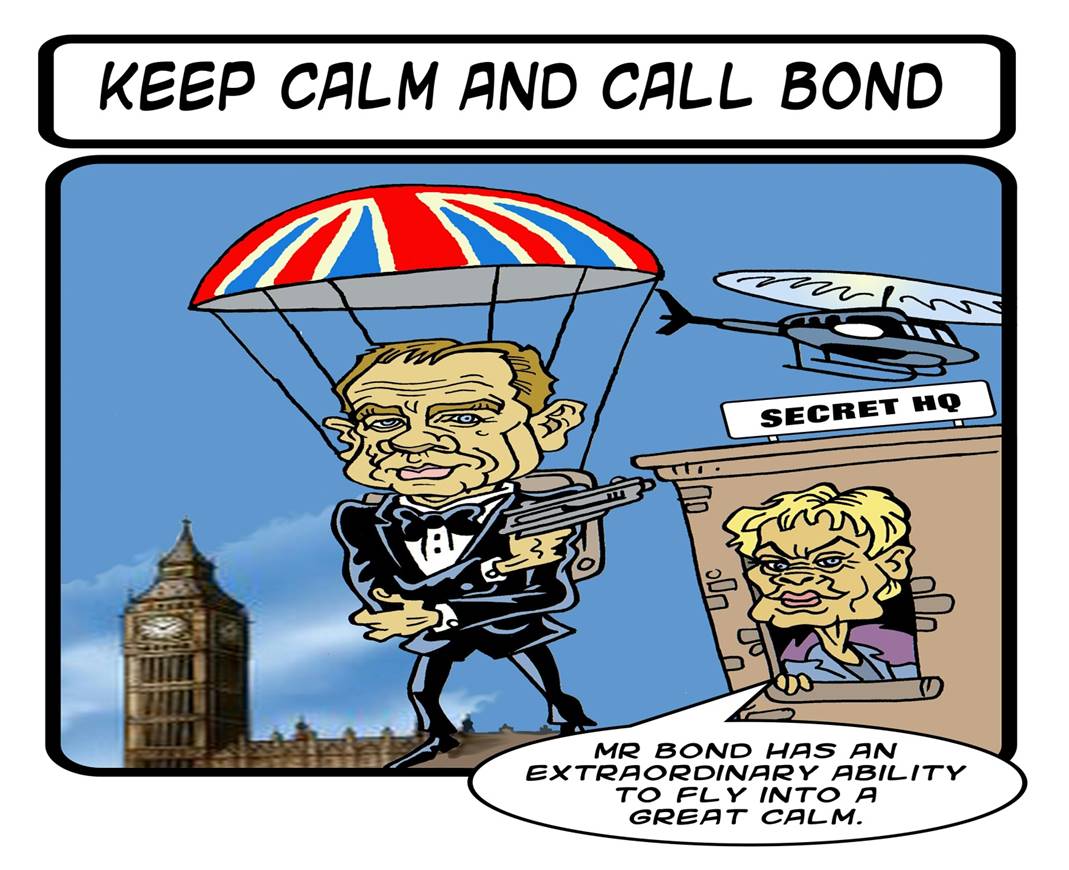 KEEP CALM AND CALL BOND
SECRET HQ
MR BOND HAS AN
EXTRAORDINARY ABILITY
TO FLY INTO A
GREAT CALM.